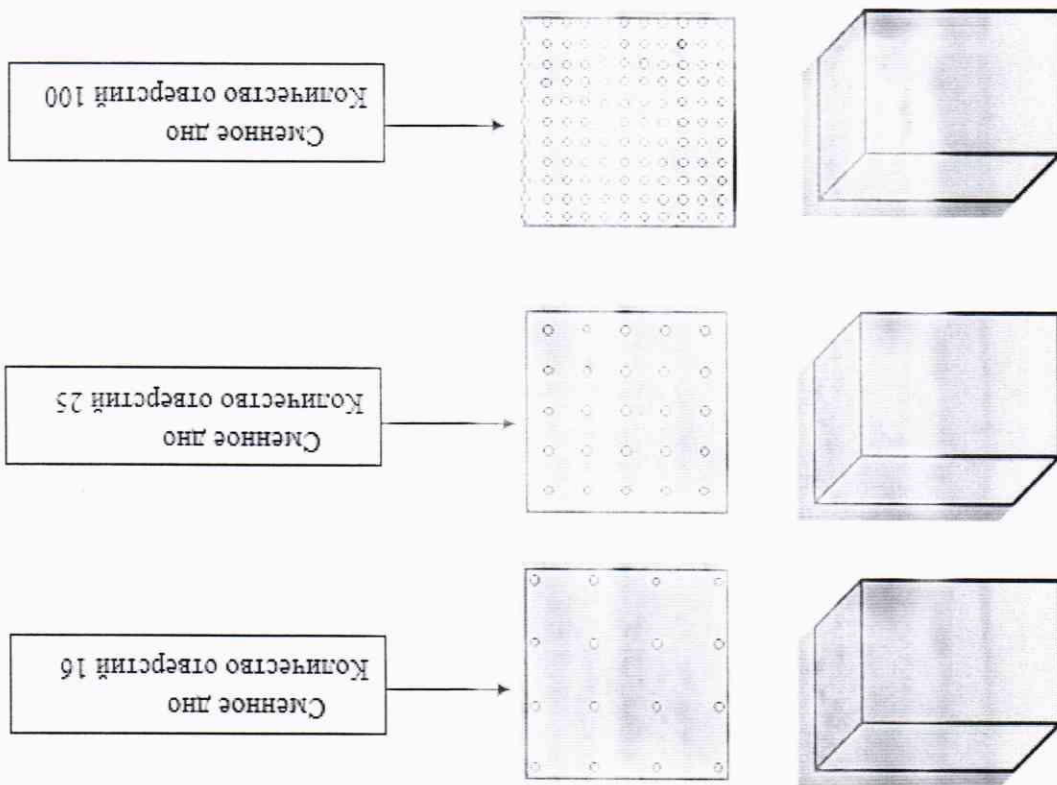 Сменное дно
Количество отверстий 16
Сменное дно
Количество отверстий 25
Сменное дно
Количество отверстий 100